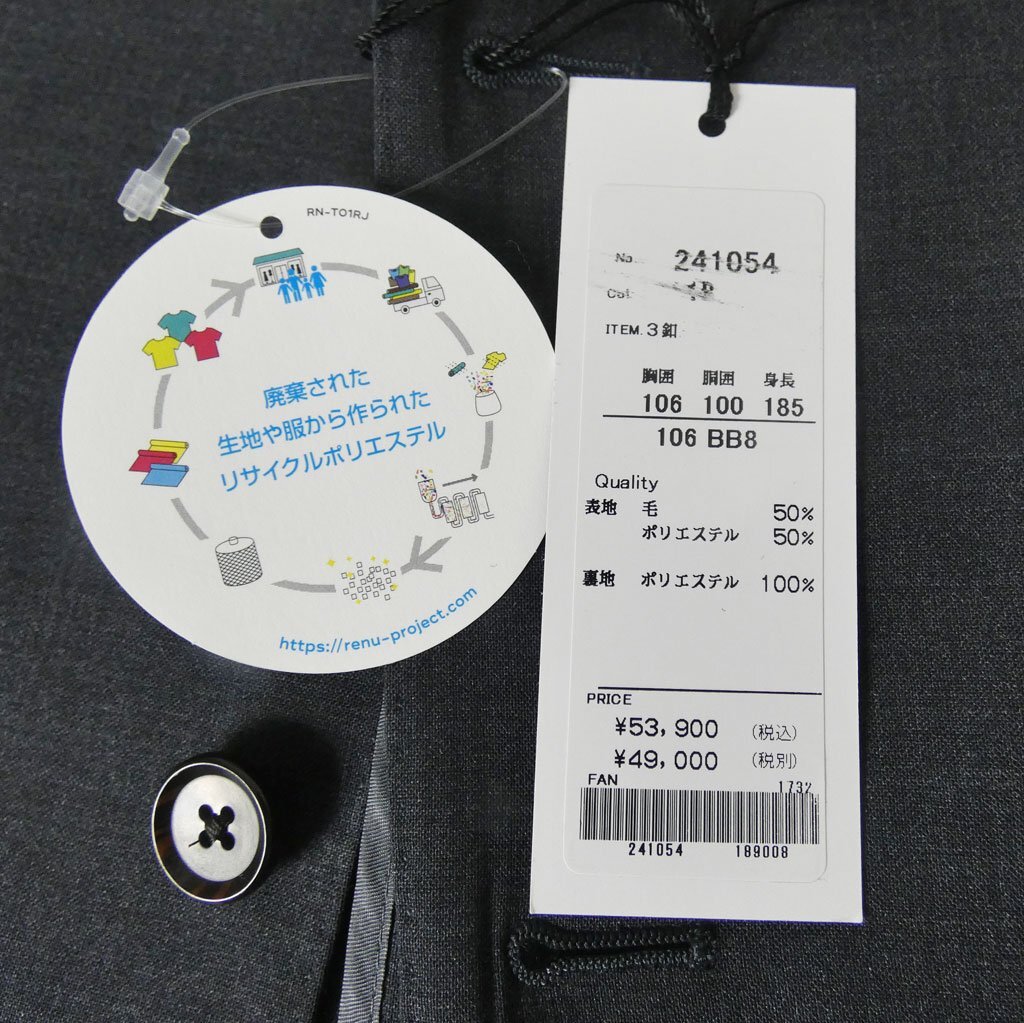 RN-T01RJ
廃棄された
生地や服から作られた
リサイクルポリエステル
https://renu-project.com
No. 241054
Col.
ITEM. 3釦
胸囲 胴囲 身長
106 100 185
106 BB8
Quality
表地 毛 50%
ポリエステル 50%
裏地 ポリエステル 100%
PRICE
¥53,900 (税込)
¥49,000 (税別)
FAN 1732
241054 189008